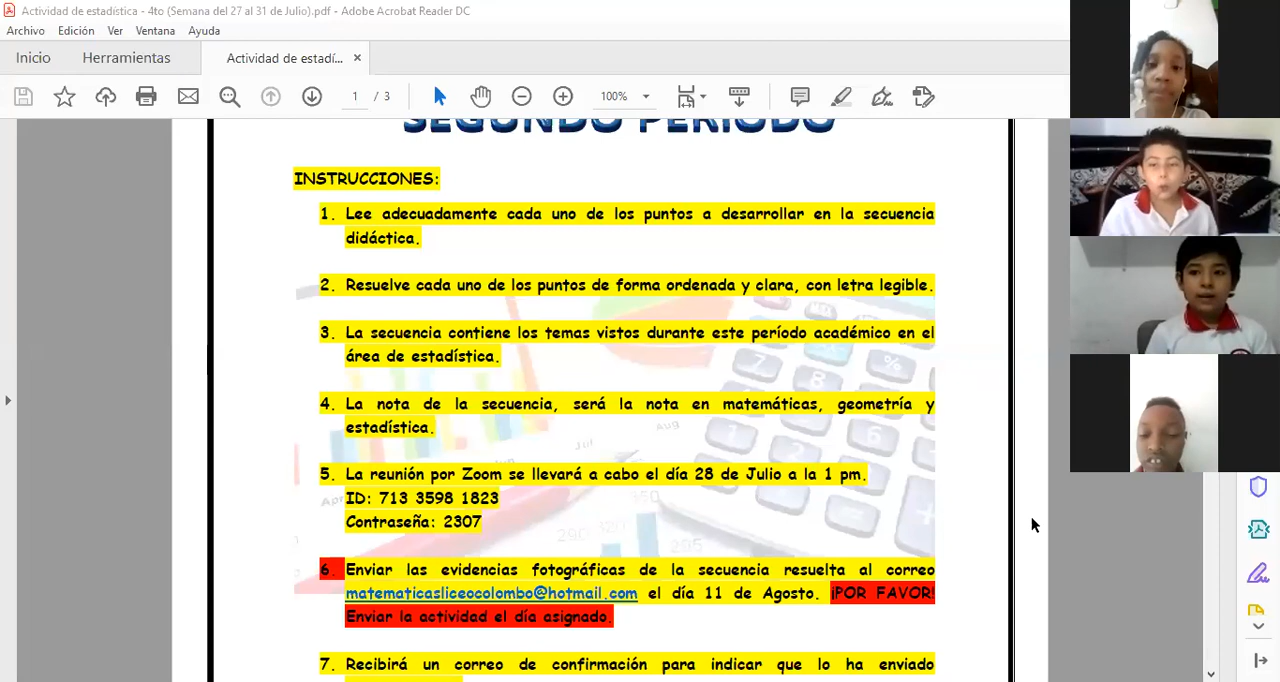 Actividad de estadística - 4to (Semana del 27 al 31 de Julio).pdf - Adobe Acrobat Reader DC
Archivo Edición Ver Ventana Ayuda
Inicio Herramientas Actividad de estadí... ×
1 / 3 100%
SEGUNDO PERIODO
INSTRUCCIONES:
1. Lee adecuadamente cada uno de los puntos a desarrollar en la secuencia
didáctica.
2. Resuelve cada uno de los puntos de forma ordenada y clara, con letra legible.
3. La secuencia contiene los temas vistos durante este período académico en el
área de estadística.
4. La nota de la secuencia, será la nota en matemáticas, geometría y
estadística.
5. La reunión por Zoom se llevará a cabo el día 28 de Julio a la 1 pm.
ID: 713 3598 1823
Contraseña: 2307
6. Enviar las evidencias fotográficas de la secuencia resuelta al correo
matematicasliceocolombo@hotmail.com el día 11 de Agosto. ¡POR FAVOR!
Enviar la actividad el día asignado.
7. Recibirá un correo de confirmación para indicar que lo ha enviado